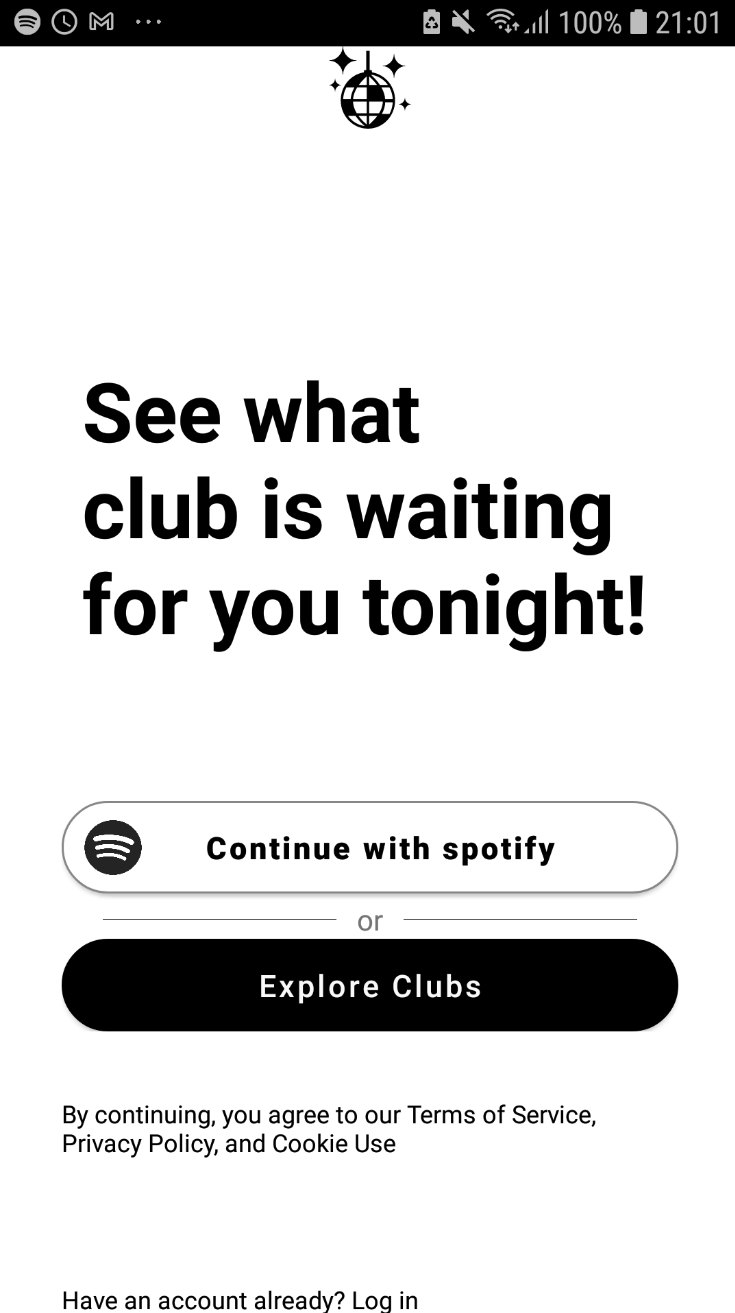 100% 21:01
See what
club is waiting
for you tonight!
Continue with spotify
or
Explore Clubs
By continuing, you agree to our Terms of Service,
Privacy Policy, and Cookie Use
Have an account already? Log in